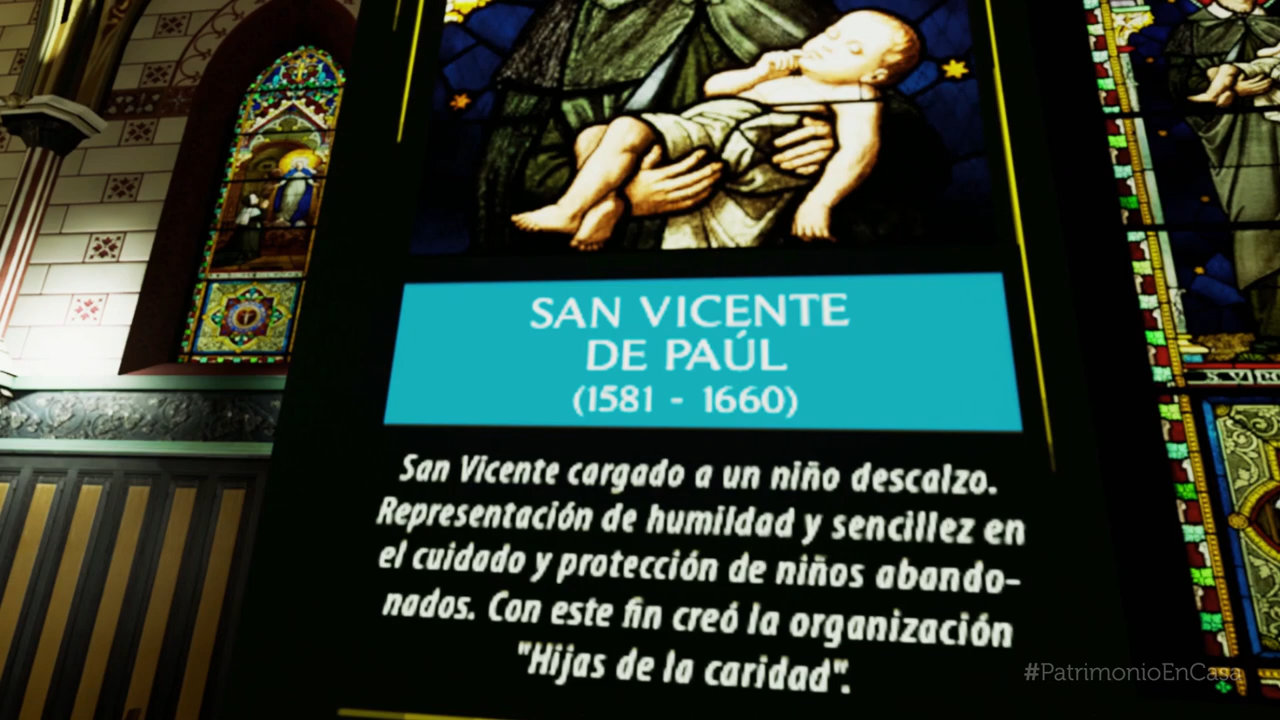 SAN VICENTE
DE PAÚL
(1581 - 1660)
San Vicente cargado a un niño descalzo.
Representación de humildad y sencillez en
el cuidado y protección de niños abando-
nados. Con este fin creó la organización
"Hijas de la caridad".
#PatrimonioEnCasa